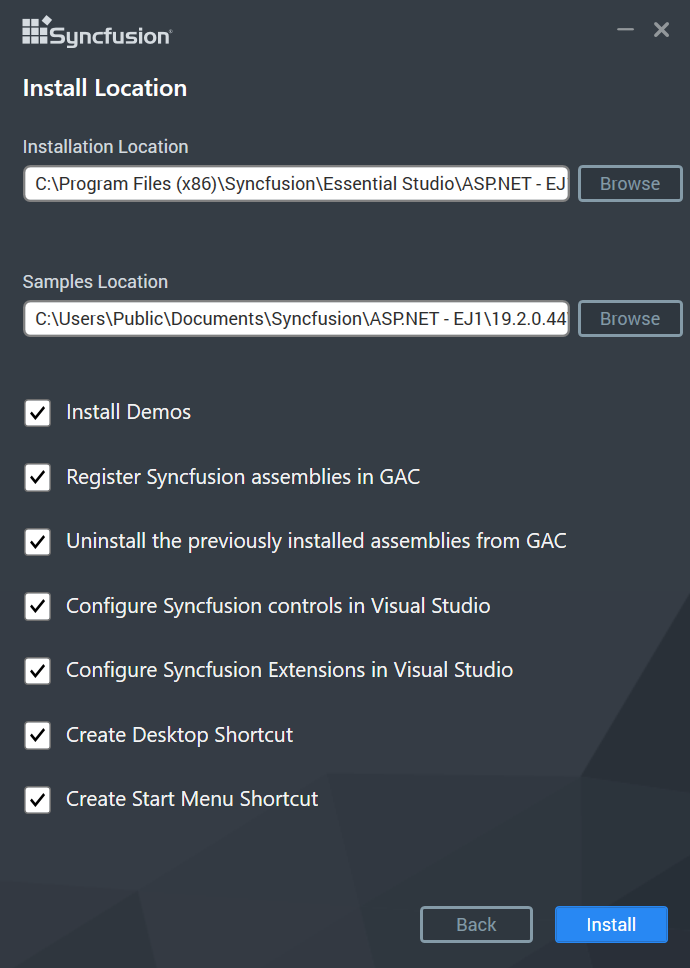 Syncfusion
Install Location
Installation Location
C:\Program Files (x86)\Syncfusion\Essential Studio\ASP.NET - EJ
Browse
Samples Location
C:\Users\Public\Documents\Syncfusion\ASP.NET - EJ1\19.2.0.44
Browse
Install Demos
Register Syncfusion assemblies in GAC
Uninstall the previously installed assemblies from GAC
Configure Syncfusion controls in Visual Studio
Configure Syncfusion Extensions in Visual Studio
Create Desktop Shortcut
Create Start Menu Shortcut
Back
Install